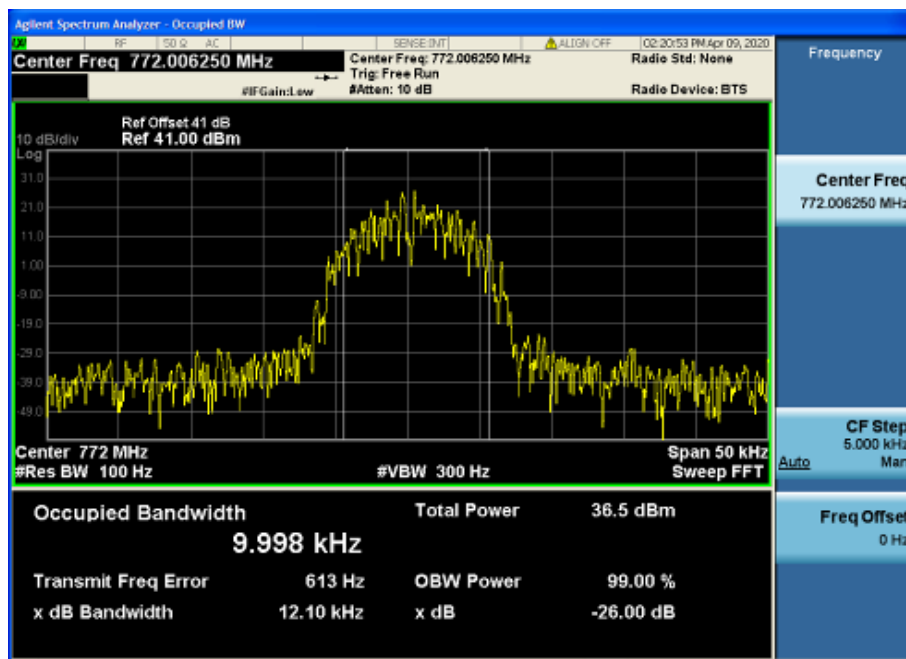 Agilent Spectrum Analyzer - Occupied BW
RF 50 Ω AC SENSE:INT ALIGN OFF 02:20:53 PM Apr 09, 2020
Center Freq 772.006250 MHz
Center Freq: 772.006250 MHz
Radio Std: None
Trig: Free Run
#IFGain:Low
#Atten: 10 dB
Radio Device: BTS
Ref Offset 41 dB
10 dB/div Ref 41.00 dBm
Log
31.0
21.0
11.0
1.00
-9.00
-19.0
-29.0
-39.0
-49.0
Center 772 MHz Span 50 kHz
#Res BW 100 Hz #VBW 300 Hz Sweep FFT
Occupied Bandwidth Total Power 36.5 dBm
9.998 kHz
Transmit Freq Error 613 Hz OBW Power 99.00 %
x dB Bandwidth 12.10 kHz x dB -26.00 dB
Frequency
Center Freq
772.006250 MHz
CF Step
5.000 kHz
Auto Man
Freq Offset
0 Hz